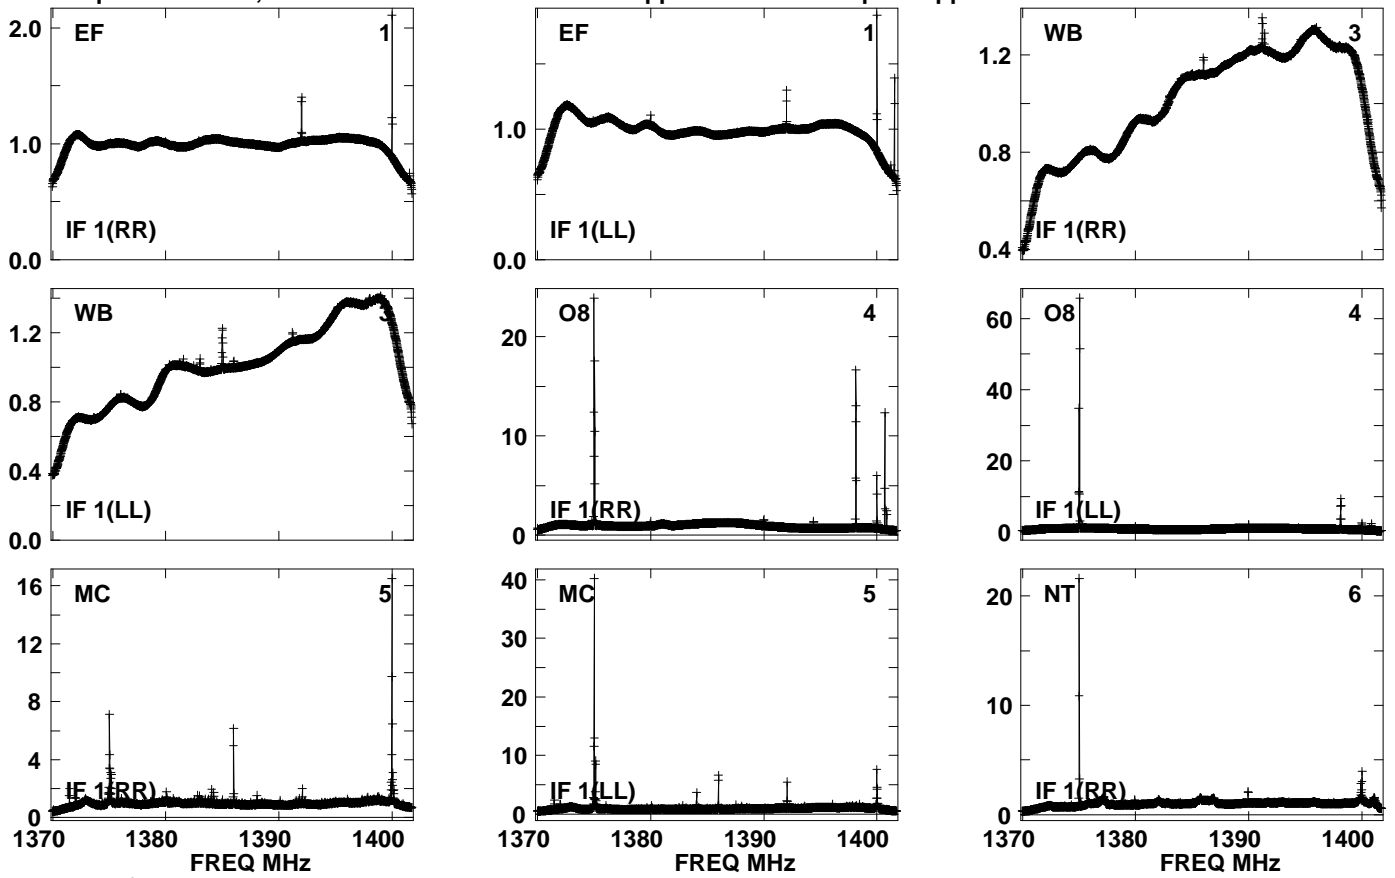 EF 1
2.0
1.0
0.0
IF 1(RR)
EF 1
1.0
0.0
IF 1(LL)
WB 3
1.2
0.8
0.4
IF 1(RR)
WB 3
1.2
0.8
0.4
0.0
IF 1(LL)
O8 4
20
10
0
IF 1(RR)
O8 4
60
40
20
0
IF 1(LL)
MC 5
16
12
8
4
0
IF 1(RR)
1370 1380 1390 1400
FREQ MHz
MC 5
40
30
20
10
0
IF 1(LL)
1370 1380 1390 1400
FREQ MHz
NT 6
20
10
0
IF 1(RR)
1370 1380 1390 1400
FREQ MHz